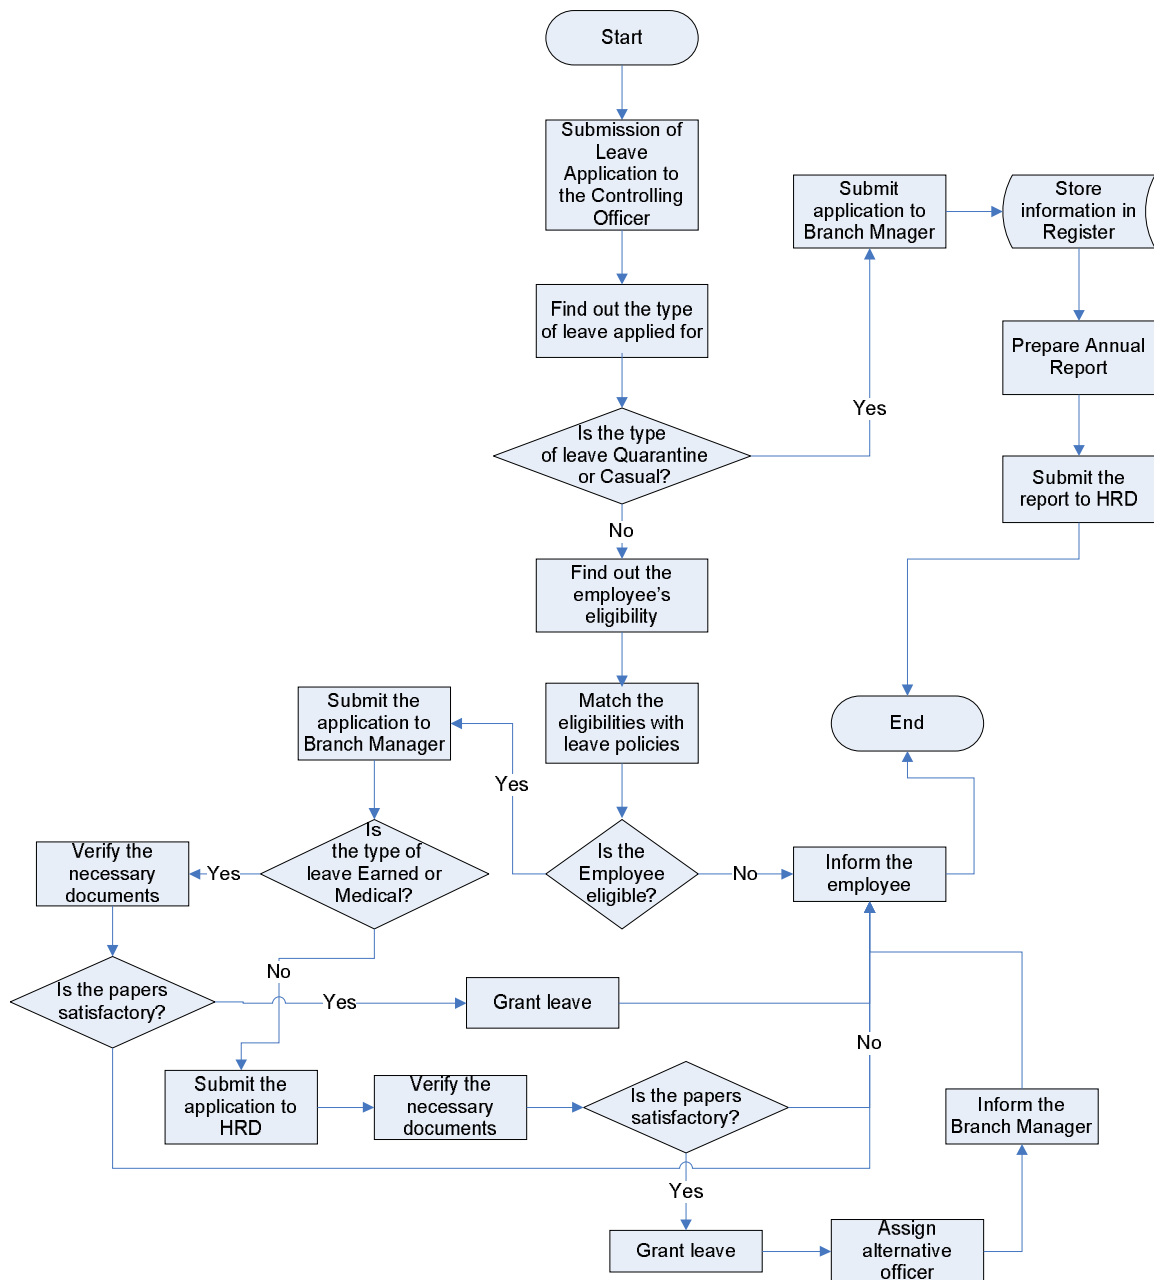 Start
Submission of
Leave
Application to
the Controlling
Officer
Submit
application to
Branch Mnager
Store
information in
Register
Find out the type
of leave applied for
Prepare Annual
Report
Yes
Is the type
of leave Quarantine
or Casual?
Submit the
report to HRD
No
Find out the
employee's
eligibility
Submit the
application to
Branch Manager
Match the
eligibilities with
leave policies
End
Yes
Is
the type of
leave Earned or
Medical?
Verify the
necessary
documents
Yes
Is the
Employee
eligible?
No
Inform the
employee
No
Is the papers
satisfactory?
Yes
Grant leave
No
Submit the
application to
HRD
Verify the
necessary
documents
Is the papers
satisfactory?
Inform the
Branch Manager
Yes
Grant leave
Assign
alternative
officer